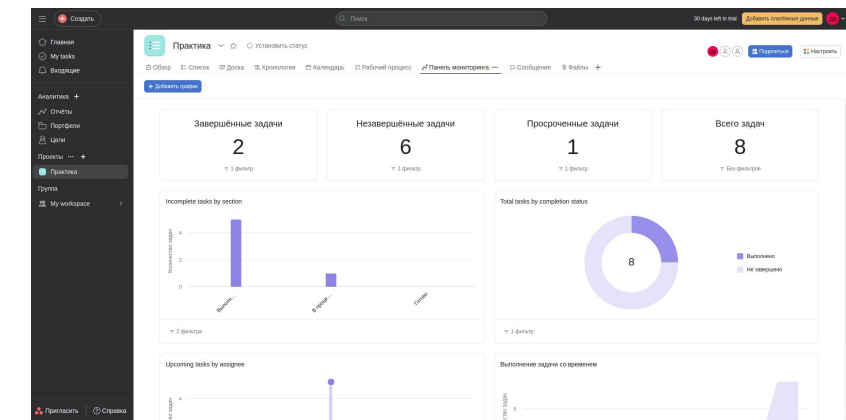 Создать
Поиск
30 days left in trial
Добавить платёжные данные
Главная
My tasks
Входящие
Аналитика +
Отчёты
Портфели
Цели
Проекты ... +
Практика
Группа
My workspace
Пригласить
Справка
Практика
Установить статус
Поделиться
Настроить
Обзор Список Доска Хронология Календарь Рабочий процесс Панель мониторинга ... Сообщения Файлы +
+ Добавить график
Завершённые задачи
2
1 фильтр
Незавершённые задачи
6
1 фильтр
Просроченные задачи
1
1 фильтр
Всего задач
8
Без фильтров
Incomplete tasks by section
Количество задач
4
2
0
Выполн...
В проце...
Готово
2 фильтра
Total tasks by completion status
8
Выполнено
Не завершено
1 фильтр
Upcoming tasks by assignee
4
Выполнение задачи со временем
5